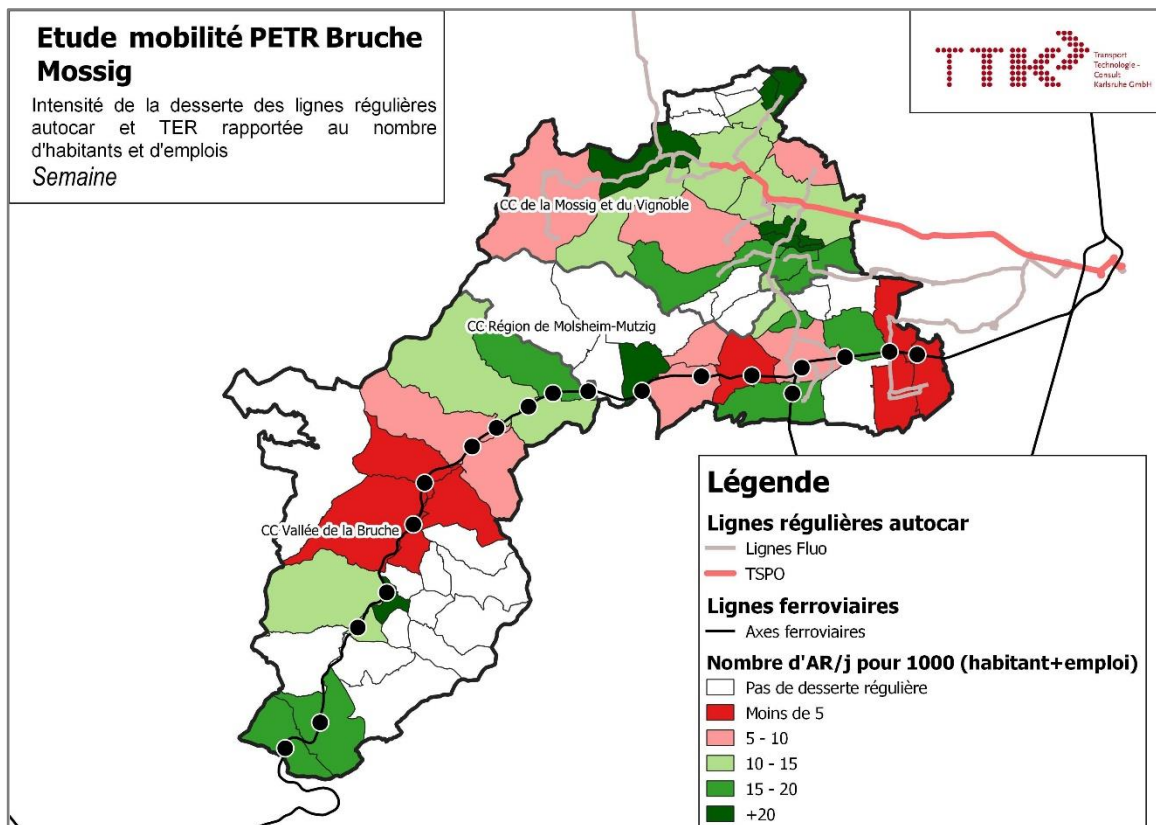 Etude mobilité PETR Bruche
Mossig
Intensité de la desserte des lignes régulières
autocar et TER rapportée au nombre
d'habitants et d'emplois
Semaine
TTK
Transport
Technologie -
Consult
Karlsruhe GmbH
CC de la Mossig et du Vignoble
CC Région de Molsheim-Mutzig
CC Vallée de la Bruche
Légende
Lignes régulières autocar
Lignes Fluo
TSPO
Lignes ferroviaires
Axes ferroviaires
Nombre d'AR/j pour 1000 (habitant+emploi)
Pas de desserte régulière
Moins de 5
5 - 10
10 - 15
15 - 20
+20